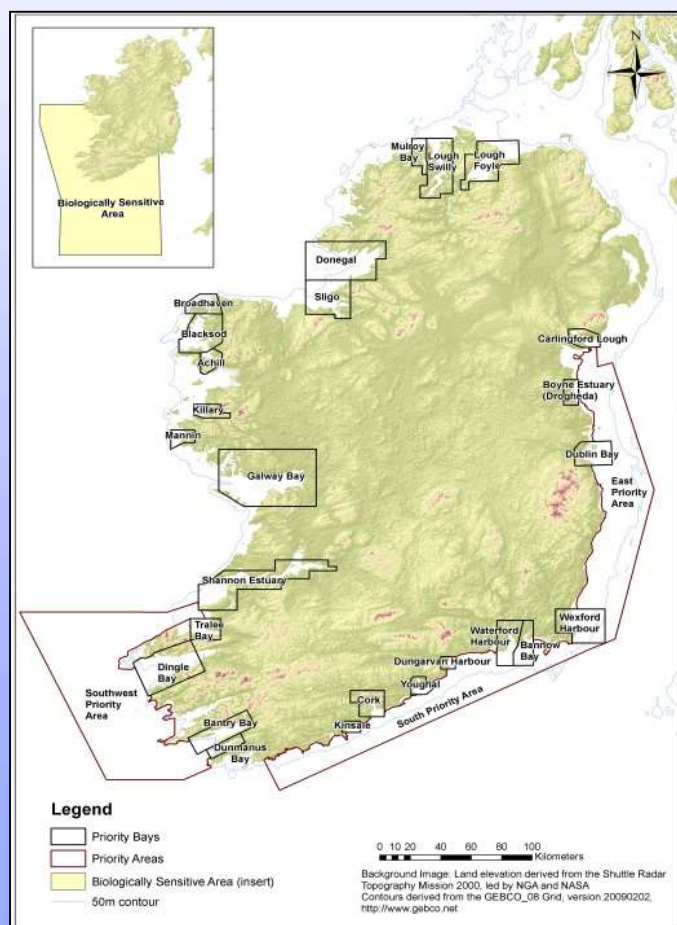 Biologically Sensitive
Area
N
Mulroy
Bay
Lough
Swilly
Lough
Foyle
Donegal
Sligo
Broadhaven
Blacksod
Achill
Carlingford Lough
Boyne Estuary
(Drogheda)
Killary
Mannin
Dublin Bay
Galway Bay
East
Priority
Area
Shannon Estuary
Tralee
Bay
Wexford
Harbour
Waterford
Harbour
Bannow
Bay
Dungarvan Harbour
Dingle
Bay
Youghal
Southwest
Priority
Area
Cork
South Priority Area
Bantry Bay
Kinsale
Dunmanus
Bay
Legend
Priority Bays
Priority Areas
Biologically Sensitive Area (insert)
50m contour
0 10 20 40 60 80 100
Kilometers
Background Image: Land elevation derived from the Shuttle Radar
Topography Mission 2000, led by NGA and NASA
Contours derived from the GEBCO_08 Grid, version 20090202,
http://www.gebco.net